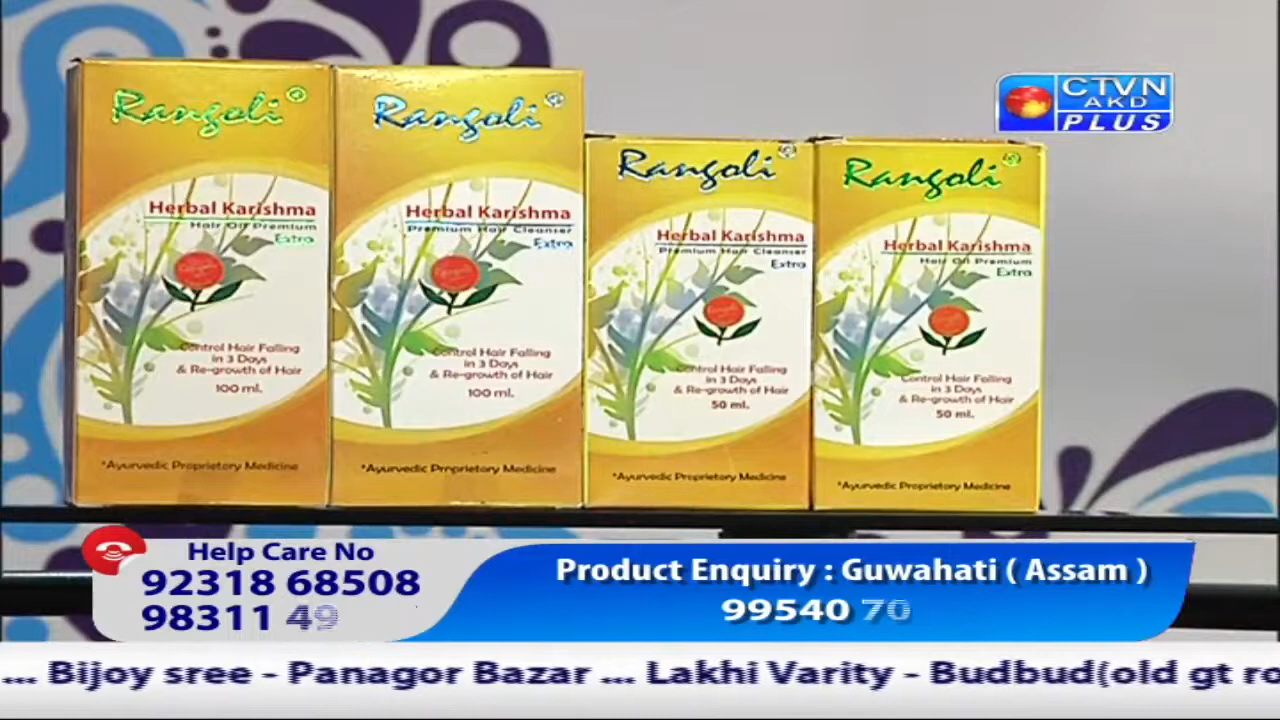 Rangoli
Herbal Karishma
Hair Oil Premium
Extra
Control Hair Falling
in 3 Days
& Re-growth of Hair
100 ml.
*Ayurvedic Proprietory Medicine
Rangoli
Herbal Karishma
Premium Hair Cleanser
Extra
Control Hair Falling
in 3 Days
& Re-growth of Hair
100 ml.
*Ayurvedic Proprietory Medicine
Rangoli
Herbal Karishma
Premium Hair Cleanser
Extra
Control Hair Falling
in 3 Days
& Re-growth of Hair
50 ml.
*Ayurvedic Proprietory Medicine
Rangoli
Herbal Karishma
Hair Oil Premium
Extra
Control Hair Falling
in 3 Days
& Re-growth of Hair
50 ml.
*Ayurvedic Proprietory Medicine
CTVN
AKD
PLUS
Help Care No
92318 68508
98311 49
Product Enquiry : Guwahati ( Assam )
99540 70
... Bijoy sree - Panagor Bazar ... Lakhi Varity - Budbud(old gt ro